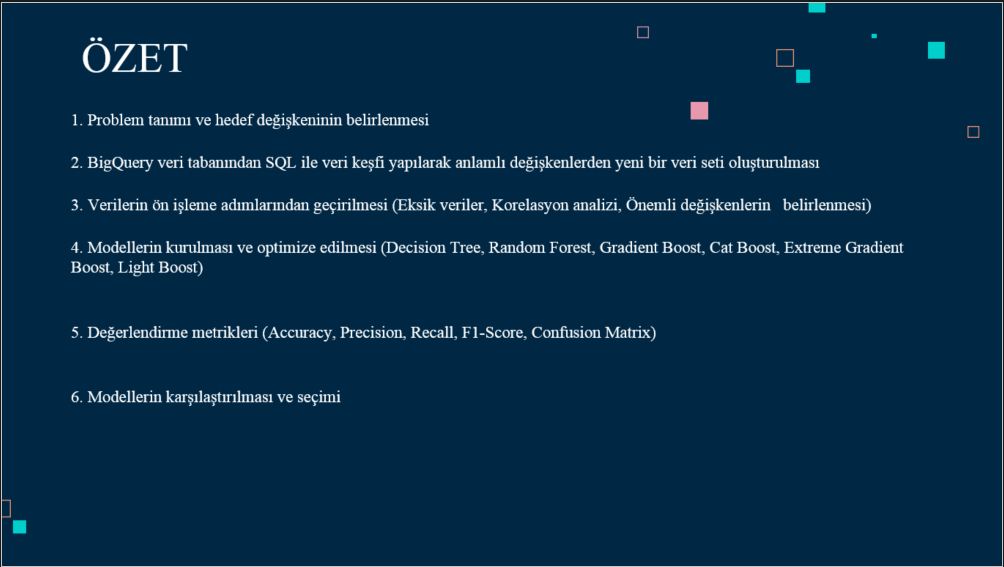 ÖZET
1. Problem tanımı ve hedef değişkeninin belirlenmesi
2. BigQuery veri tabanından SQL ile veri keşfi yapılarak anlamlı değişkenlerden yeni bir veri seti oluşturulması
3. Verilerin ön işleme adımlarından geçirilmesi (Eksik veriler, Korelasyon analizi, Önemli değişkenlerin   belirlenmesi)
4. Modellerin kurulması ve optimize edilmesi (Decision Tree, Random Forest, Gradient Boost, Cat Boost, Extreme Gradient
Boost, Light Boost)
5. Değerlendirme metrikleri (Accuracy, Precision, Recall, F1-Score, Confusion Matrix)
6. Modellerin karşılaştırılması ve seçimi